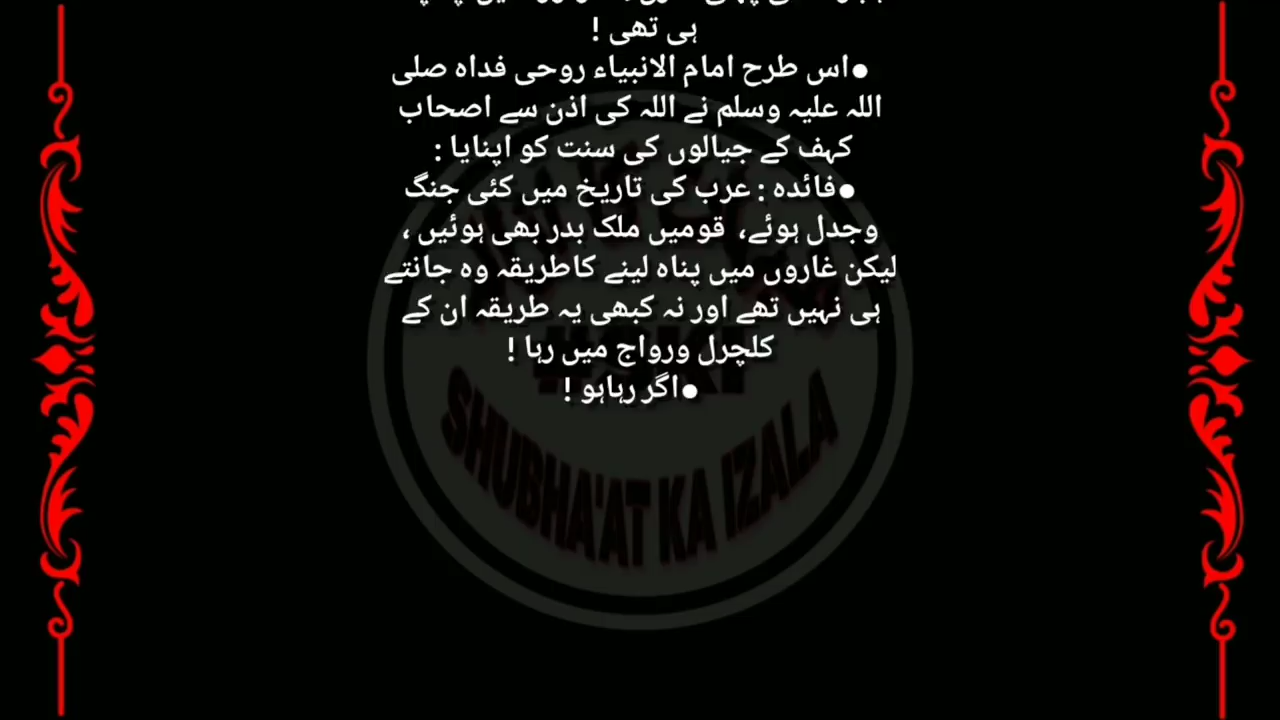 ہی تھی !
●اس طرح امام الانبیاء روحی فداہ صلی
اللہ علیہ وسلم نے اللہ کی اذن سے اصحاب
کہف کے جیالوں کی سنت کو اپنایا :
●فائدہ : عرب کی تاریخ میں کئی جنگ
وجدل ہوئے، قومیں ملک بدر بھی ہوئیں ،
لیکن غاروں میں پناہ لینے کاطریقہ وہ جانتے
ہی نہیں تھے اور نہ کبھی یہ طریقہ ان کے
کلچرل ورواج میں رہا !
●اگر رہاہو !
SHUBHA'AT KA IZALA